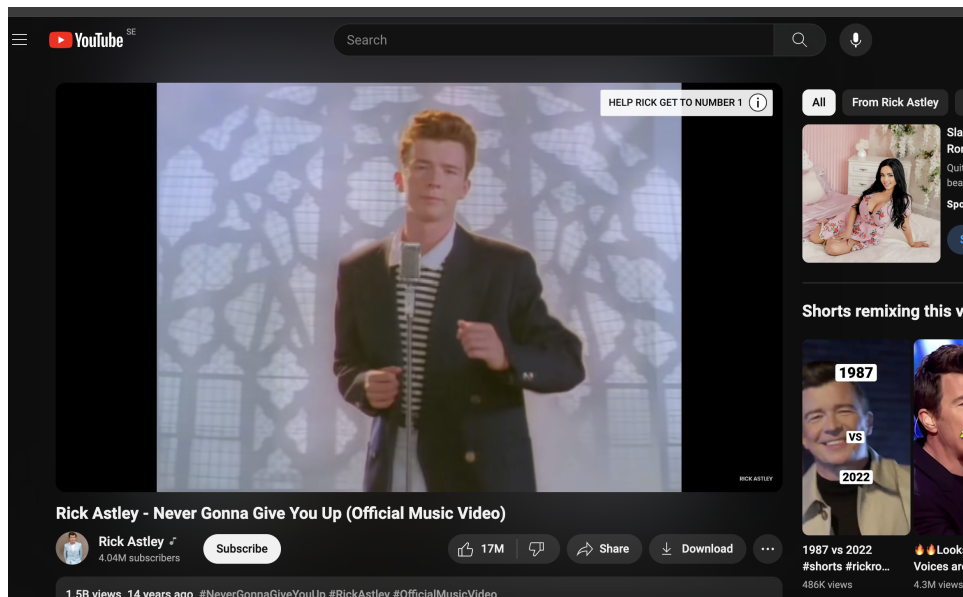 YouTube SE
Search
HELP RICK GET TO NUMBER 1
RICK ASTLEY
Rick Astley - Never Gonna Give You Up (Official Music Video)
Rick Astley
4.04M subscribers
Subscribe
17M
Share
Download
1.5B views 14 years ago #NeverGonnaGiveYouUp #RickAstley #OfficialMusicVideo
All
From Rick Astley
Shorts remixing this
1987
VS
2022
1987 vs 2022
#shorts #rickro...
486K views
🔥🔥Look
Voices
4.3M views